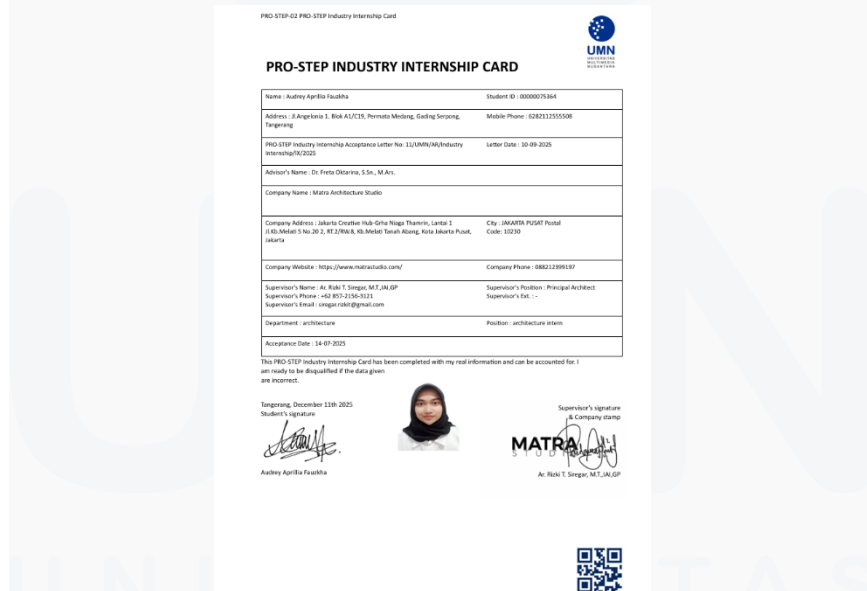 PRO-STEP-02 PRO-STEP Industry Internship Card
UMN
UNIVERSITAS
MULTIMEDIA
NUSANTARA
PRO-STEP INDUSTRY INTERNSHIP CARD
Name : Audrey Aprillia Fauzkha
Student ID : 00000075364
Address : Jl.Angelonia 1. Blok A1/C19, Permata Medang, Gading Serpong,
Tangerang
Mobile Phone : 6282112555508
PRO-STEP Industry Internship Acceptance Letter No: 11/UMN/AR/Industry
Internship/IX/2025
Letter Date : 10-09-2025
Advisor's Name : Dr. Freta Oktarina, S.Sn., M.Ars.
Company Name : Matra Architecture Studio
Company Address : Jakarta Creative Hub-Grha Niaga Thamrin, Lantai 1
Jl.Kb.Melati 5 No.20 2, RT.2/RW.8, Kb.Melati Tanah Abang, Kota Jakarta Pusat,
Jakarta
City : JAKARTA PUSAT Postal
Code: 10230
Company Website : https://www.matrastudio.com/
Company Phone : 088212399197
Supervisor's Name : Ar. Rizki T. Siregar, M.T.,IAI,GP
Supervisor's Phone : +62 857-2156-3121
Supervisor's Email : siregar.rizkit@gmail.com
Supervisor's Position : Principal Architect
Supervisor's Ext. : -
Department : architecture
Position : architecture intern
Acceptance Date : 14-07-2025
This PRO-STEP Industry Internship Card has been completed with my real information and can be accounted for. I
am ready to be disqualified if the data given
are incorrect.
Tangerang, December 11th 2025
Student's signature
Supervisor's signature
& Company stamp
MATRA
STUD
Audrey Aprillia Fauzkha
Ar. Rizki T. Siregar, M.T.,IAI,GP